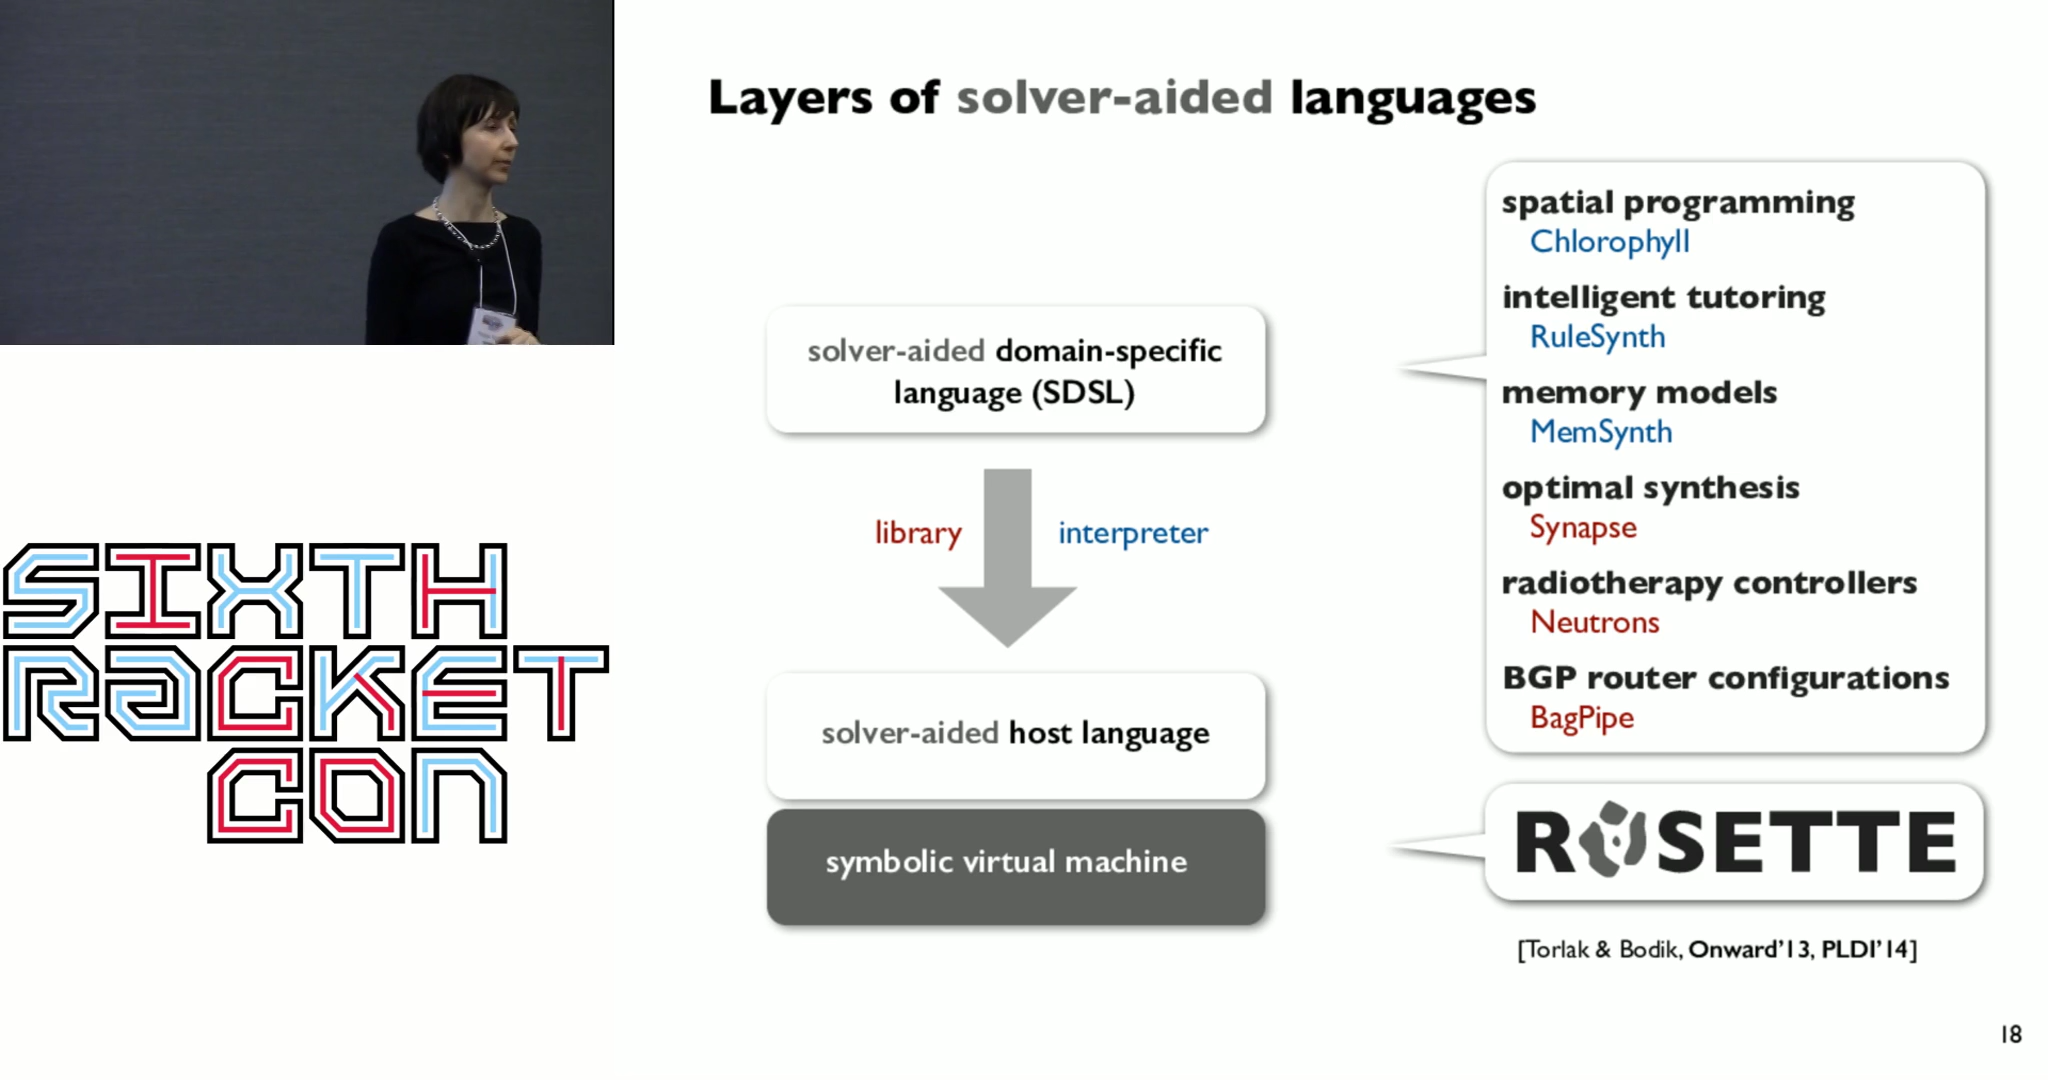 Layers of solver-aided languages
solver-aided domain-specific
language (SDSL)
library
interpreter
solver-aided host language
symbolic virtual machine
spatial programming
Chlorophyll
intelligent tutoring
RuleSynth
memory models
MemSynth
optimal synthesis
Synapse
radiotherapy controllers
Neutrons
BGP router configurations
BagPipe
ROSETTE
[Torlak & Bodik, Onward'13, PLDI'14]
18
SIXTH
RACKET
CON